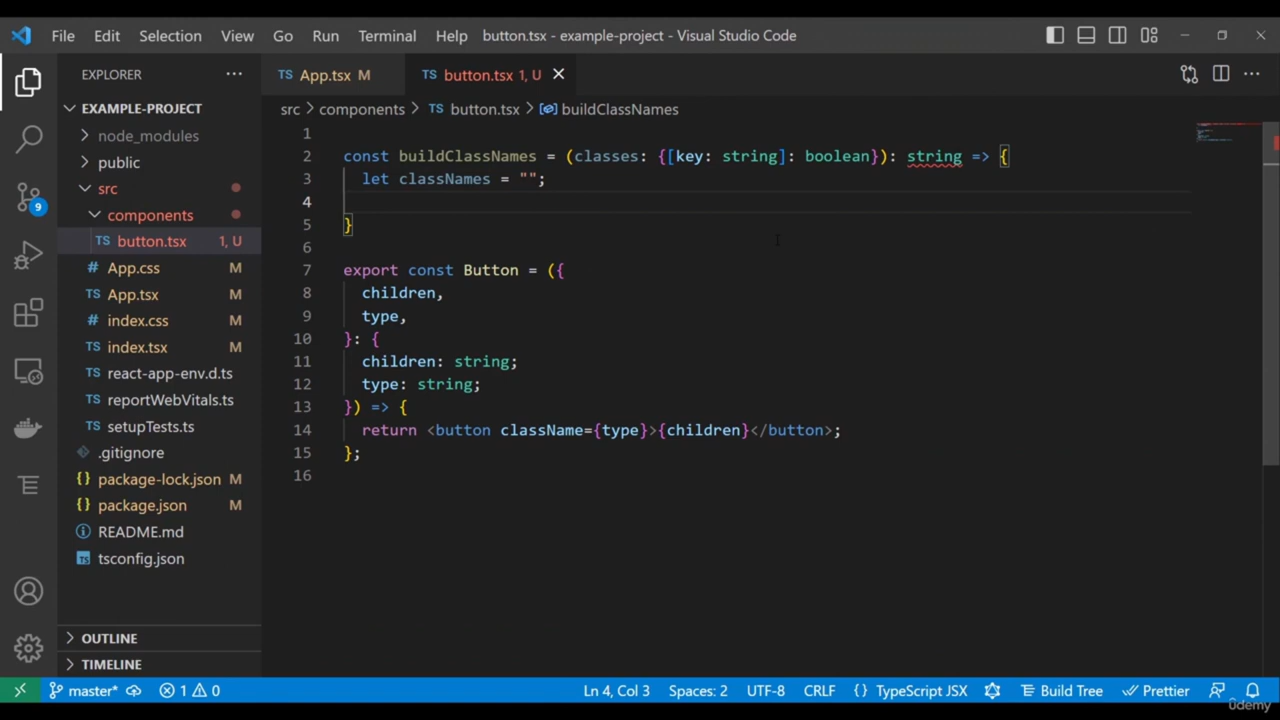 File Edit Selection View Go Run Terminal Help button.tsx - example-project - Visual Studio Code
EXPLORER ...
TS App.tsx M
TS button.tsx 1, U
EXAMPLE-PROJECT
node_modules
public
src
components
TS button.tsx 1, U
# App.css M
TS App.tsx M
# index.css M
TS index.tsx M
TS react-app-env.d.ts
TS reportWebVitals.ts
TS setupTests.ts
.gitignore
{} package-lock.json M
{} package.json M
README.md
TS tsconfig.json
OUTLINE
TIMELINE
9
src > components > TS button.tsx > buildClassNames
1
2 const buildClassNames = (classes: {[key: string]: boolean}): string => {
3 let classNames = "";
4
5 }
6
7 export const Button = ({
8 children,
9 type,
10 }: {
11 children: string;
12 type: string;
13 }) => {
14 return <button className={type}>{children}</button>;
15 };
16
master* 1 0 Ln 4, Col 3 Spaces: 2 UTF-8 CRLF {} TypeScript JSX Build Tree Prettier
ûdemy